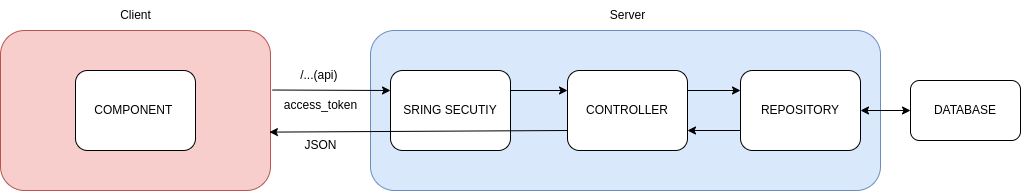 Client
Server
/...(api)
access_token
JSON
COMPONENT
SRING SECUTIY
CONTROLLER
REPOSITORY
DATABASE